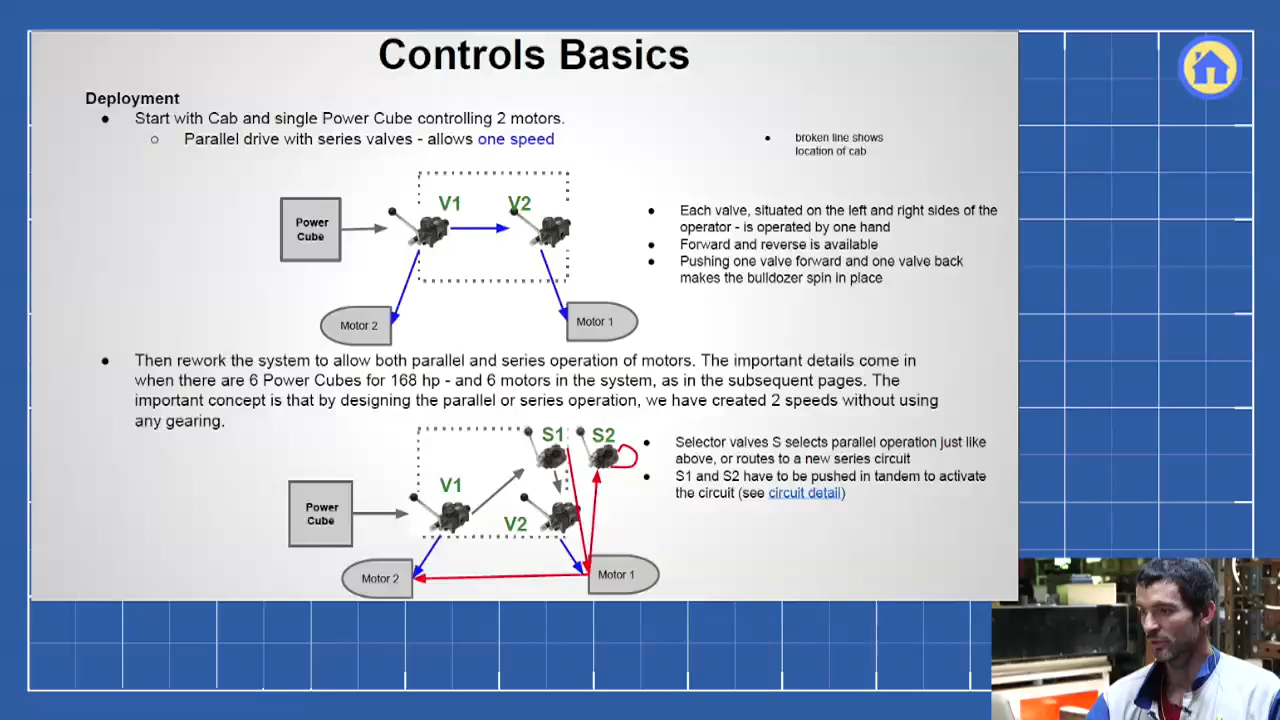 Controls Basics
Deployment
● Start with Cab and single Power Cube controlling 2 motors.
○ Parallel drive with series valves - allows one speed
● broken line shows
location of cab
Power
Cube
V1
V2
Motor 2
Motor 1
● Each valve, situated on the left and right sides of the
operator - is operated by one hand
● Forward and reverse is available
● Pushing one valve forward and one valve back
makes the bulldozer spin in place
● Then rework the system to allow both parallel and series operation of motors. The important details come in
when there are 6 Power Cubes for 168 hp - and 6 motors in the system, as in the subsequent pages. The
important concept is that by designing the parallel or series operation, we have created 2 speeds without using
any gearing.
S1
S2
V1
V2
Power
Cube
Motor 2
Motor 1
● Selector valves S selects parallel operation just like
above, or routes to a new series circuit
● S1 and S2 have to be pushed in tandem to activate
the circuit (see circuit detail)